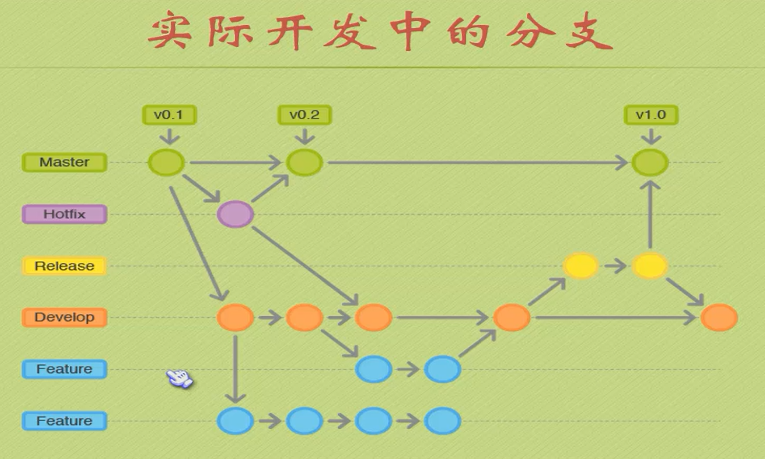 实际开发中的分支
v0.1
v0.2
v1.0
Master
Hotfix
Release
Develop
Feature
Feature